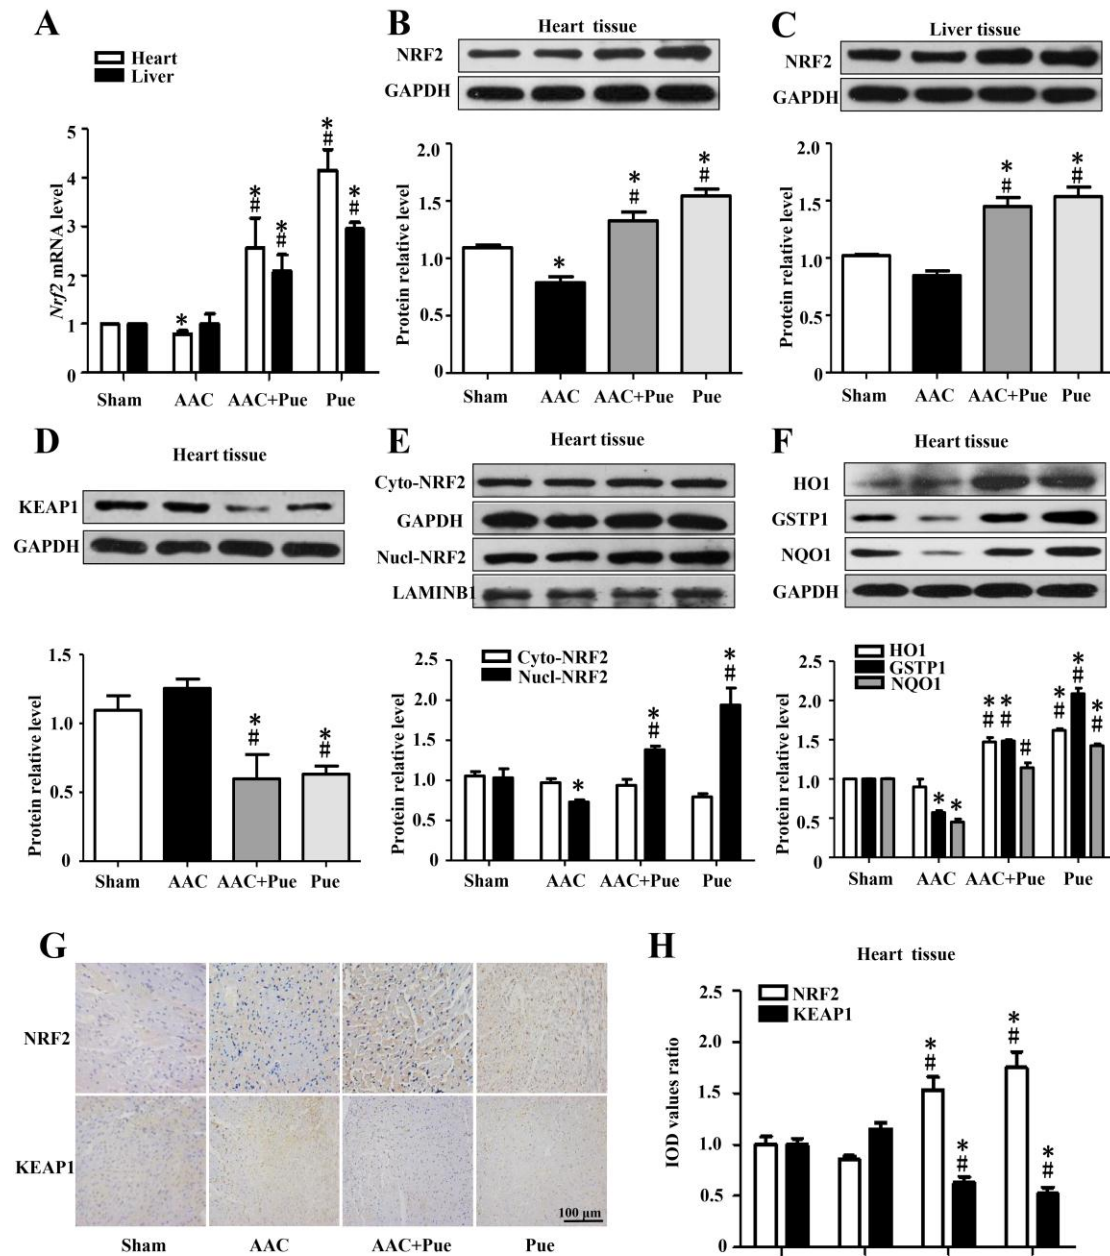 A
Heart
Liver
Nrf2 mRNA level
5
4
3
2
1
0
*
*
#
*
#
*
#
*
#
Sham AAC AAC+Pue Pue
B
Heart tissue
NRF2
GAPDH
Protein relative level
2.0
1.5
1.0
0.5
0
*
*
#
*
#
Sham AAC AAC+Pue Pue
C
Liver tissue
NRF2
GAPDH
Protein relative level
2.0
1.5
1.0
0.5
0
*
#
*
#
Sham AAC AAC+Pue Pue
D
Heart tissue
KEAP1
GAPDH
Protein relative level
1.5
1.0
0.5
0
*
#
*
#
Sham AAC AAC+Pue Pue
E
Heart tissue
Cyto-NRF2
GAPDH
Nucl-NRF2
LAMINB1
Cyto-NRF2
Nucl-NRF2
Protein relative level
2.5
2.0
1.5
1.0
0.5
0
*
*
#
*
#
Sham AAC AAC+Pue Pue
F
Heart tissue
HO1
GSTP1
NQO1
GAPDH
HO1
GSTP1
NQO1
Protein relative level
2.5
2.0
1.5
1.0
0.5
0
* *
* *
# # #
*
#
*
#
*
#
Sham AAC AAC+Pue Pue
G
NRF2
KEAP1
100 μm
Sham AAC AAC+Pue Pue
H
Heart tissue
NRF2
KEAP1
IOD values ratio
2.5
2.0
1.5
1.0
0.5
0
*
#
*
#
*
#
*
#